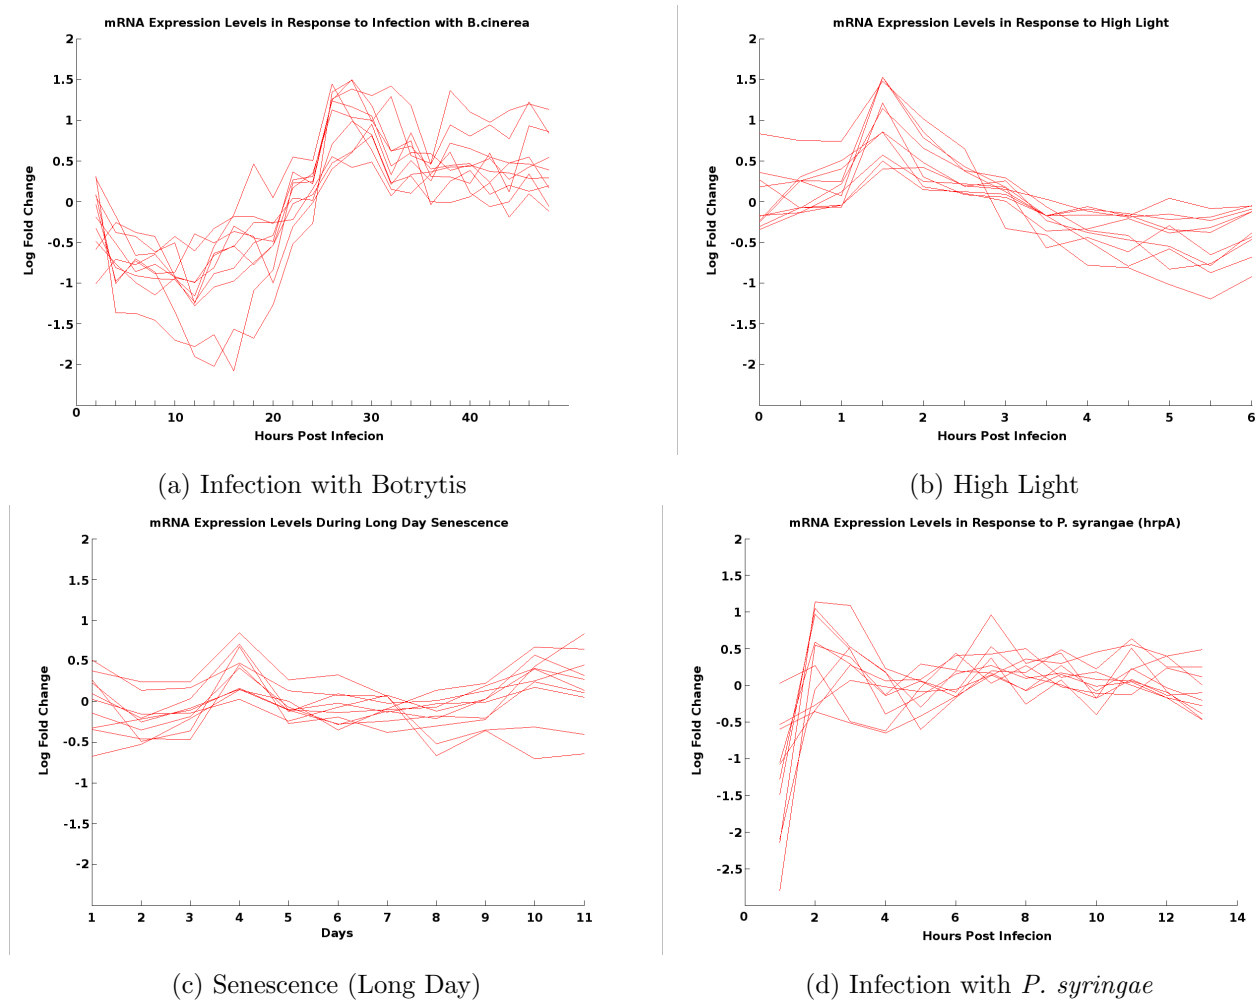 mRNA Expression Levels in Response to Infection with B.cinerea
2
1.5
1
0.5
0
-0.5
-1
-1.5
-2
Log Fold Change
0 10 20 30 40
Hours Post Infecion
(a) Infection with Botrytis
mRNA Expression Levels in Response to High Light
2
1.5
1
0.5
0
-0.5
-1
-1.5
-2
Log Fold Change
0 1 2 3 4 5 6
Hours Post Infecion
(b) High Light
mRNA Expression Levels During Long Day Senescence
2
1.5
1
0.5
0
-0.5
-1
-1.5
-2
Log Fold Change
1 2 3 4 5 6 7 8 9 10 11
Days
(c) Senescence (Long Day)
mRNA Expression Levels in Response to P. syrangae (hrpA)
2
1.5
1
0.5
0
-0.5
-1
-1.5
-2
-2.5
Log Fold Change
0 2 4 6 8 10 12 14
Hours Post Infecion
(d) Infection with P. syringae